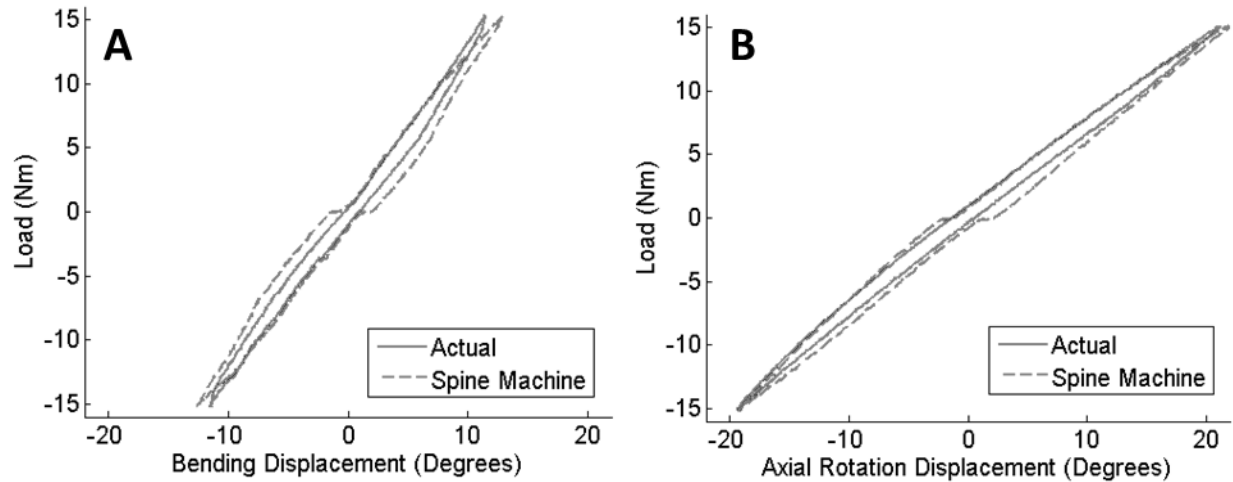 A
Load (Nm)
15
10
5
0
-5
-10
-15
-20
-10
0
10
20
Bending Displacement (Degrees)
Actual
Spine Machine
B
Load (Nm)
15
10
5
0
-5
-10
-15
-20
-10
0
10
20
Axial Rotation Displacement (Degrees)
Actual
Spine Machine